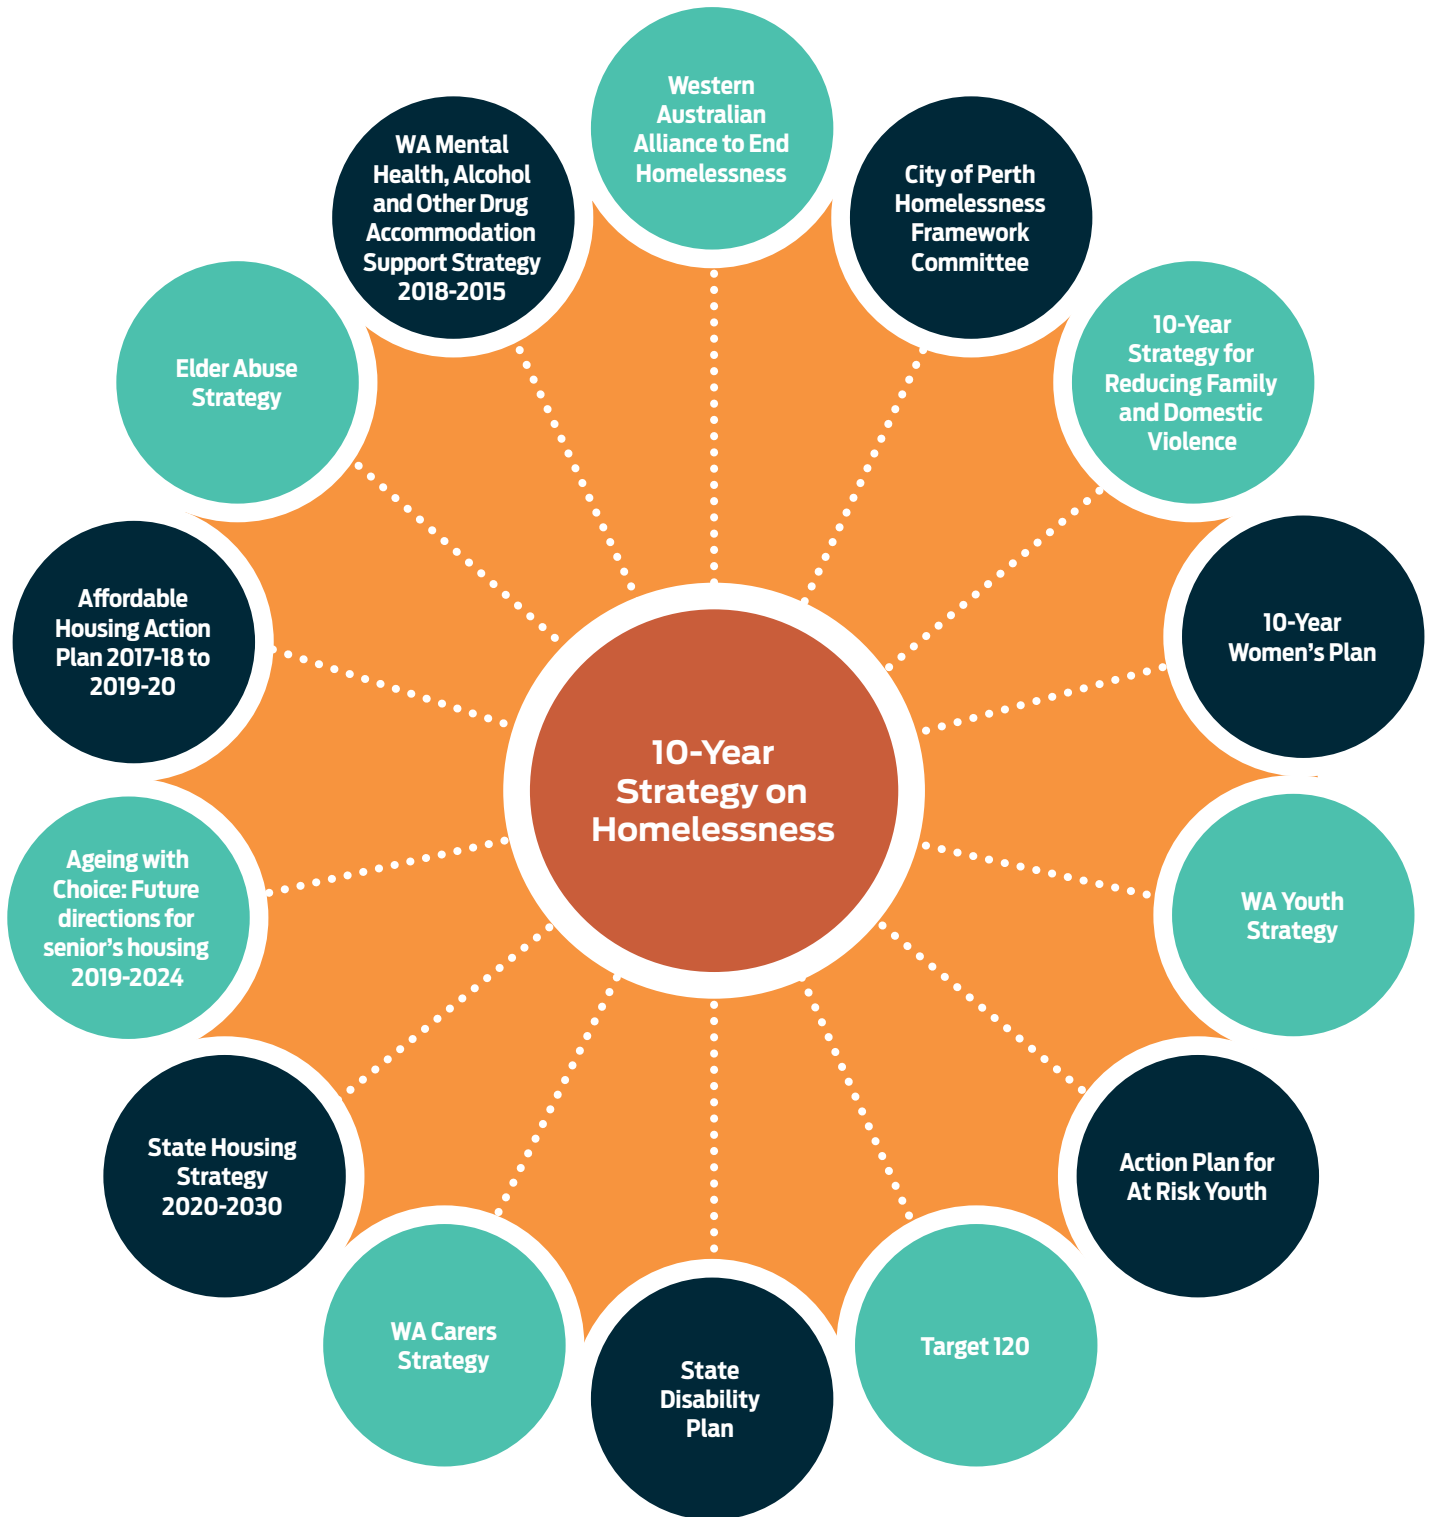 Western
Australian
Alliance to End
Homelessness
City of Perth
Homelessness
Framework
Committee
10-Year
Strategy for
Reducing Family
and Domestic
Violence
10-Year
Women’s Plan
WA Youth
Strategy
Action Plan for
At Risk Youth
Target 120
State
Disability
Plan
WA Carers
Strategy
State Housing
Strategy
2020-2030
Ageing with
Choice: Future
directions for
senior’s housing
2019-2024
Affordable
Housing Action
Plan 2017-18 to
2019-20
Elder Abuse
Strategy
WA Mental
Health, Alcohol
and Other Drug
Accommodation
Support Strategy
2018-2015
10-Year
Strategy on
Homelessness